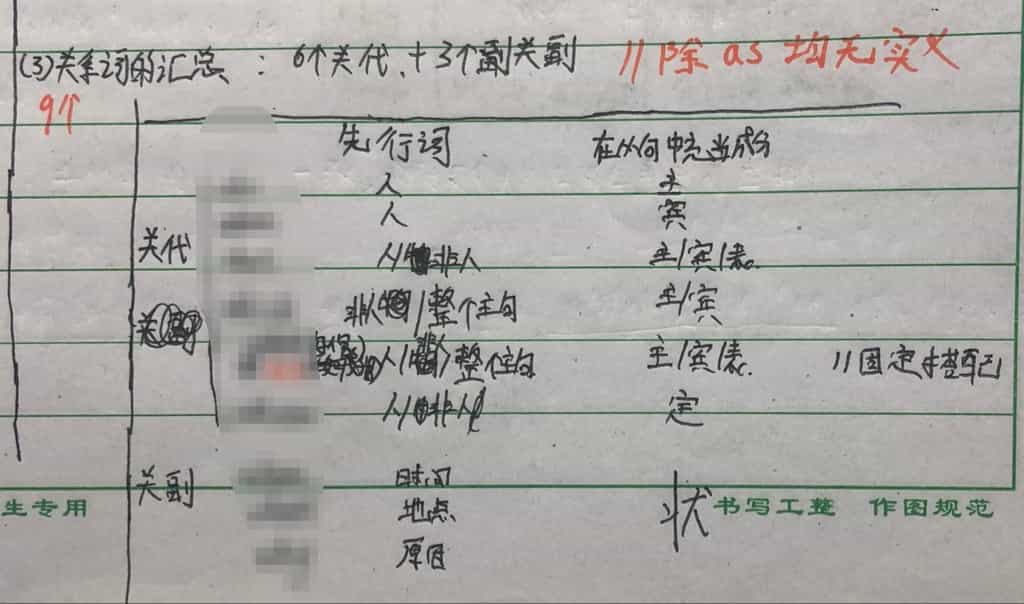 (3)关系词的汇总: 6个关代.+3个副关副 //除as均无实义
9个
先行词 在从句中充当成分
人 主
人 宾
关代 人/非人 主/宾/表.
非人/整个主句 主/宾
人/整个主句 主/宾/表. //固定搭配
人/非人 定
关副 时间
地点 状
原因
生专用 书写工整 作图规范